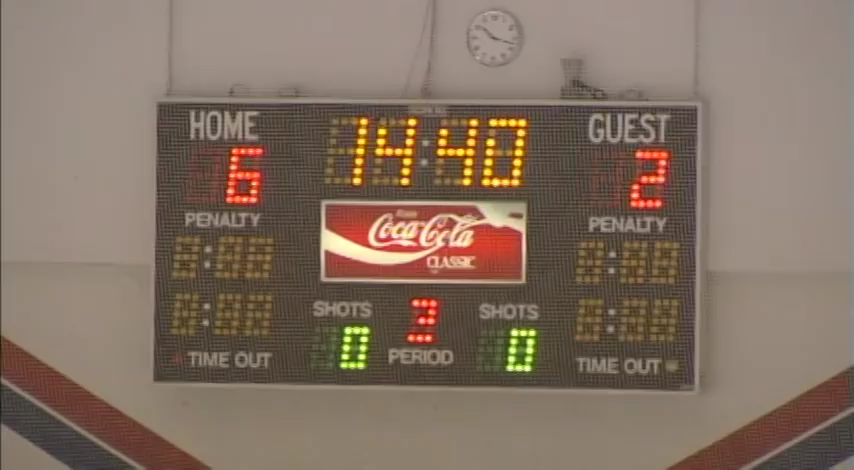 HOME
14:40
GUEST
6
2
PENALTY
PENALTY
Coca-Cola
CLASSIC
SHOTS
2
SHOTS
0
PERIOD
0
TIME OUT
TIME OUT